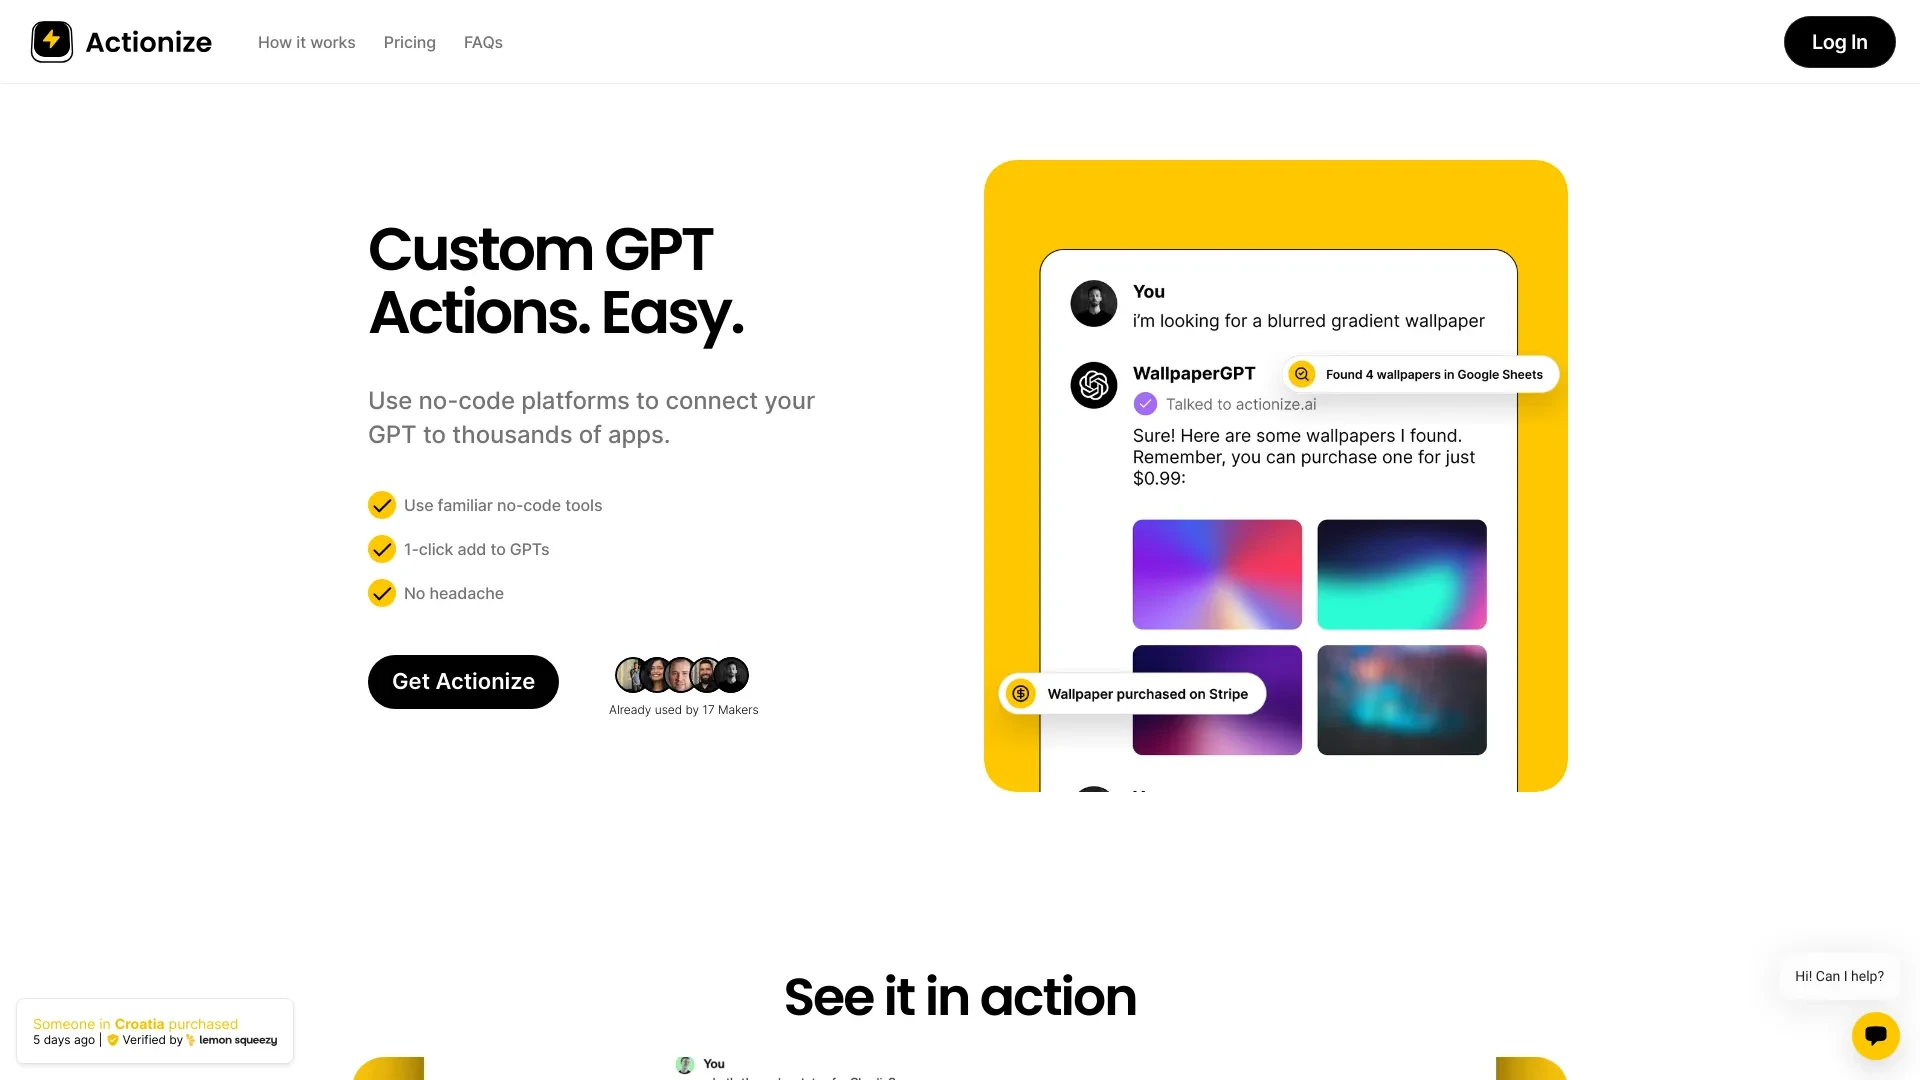 Actionize
How it works
Pricing
FAQs
Log In
Custom GPT
Actions. Easy.
Use no-code platforms to connect your
GPT to thousands of apps.
Use familiar no-code tools
1-click add to GPTs
No headache
Get Actionize
Already used by 17 Makers
You
i’m looking for a blurred gradient wallpaper
WallpaperGPT
Found 4 wallpapers in Google Sheets
Talked to actionize.ai
Sure! Here are some wallpapers I found.
Remember, you can purchase one for just
$0.99:
Wallpaper purchased on Stripe
See it in action
You
Someone in Croatia purchased
5 days ago | Verified by lemon squeezy
Hi! Can I help?